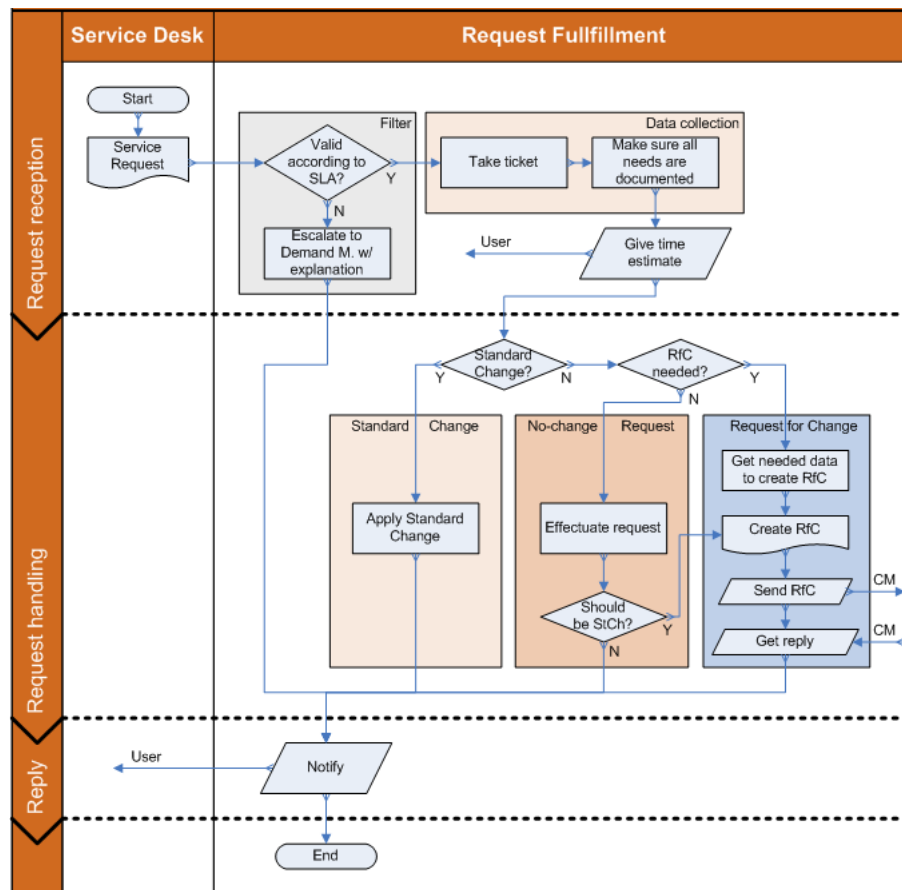 Service Desk
Request Fullfillment
Request reception
Start
Service
Request
Filter
Valid
according to
SLA?
Y
N
Escalate to
Demand M. w/
explanation
Data collection
Take ticket
Make sure all
needs are
documented
User
Give time
estimate
Request handling
Standard
Change?
Y
N
RfC
needed?
Y
N
Standard Change
Apply Standard
Change
No-change Request
Effectuate request
Should
be StCh?
Y
N
Request for Change
Get needed data
to create RfC
Create RfC
Send RfC
CM
Get reply
CM
Reply
User
Notify
End